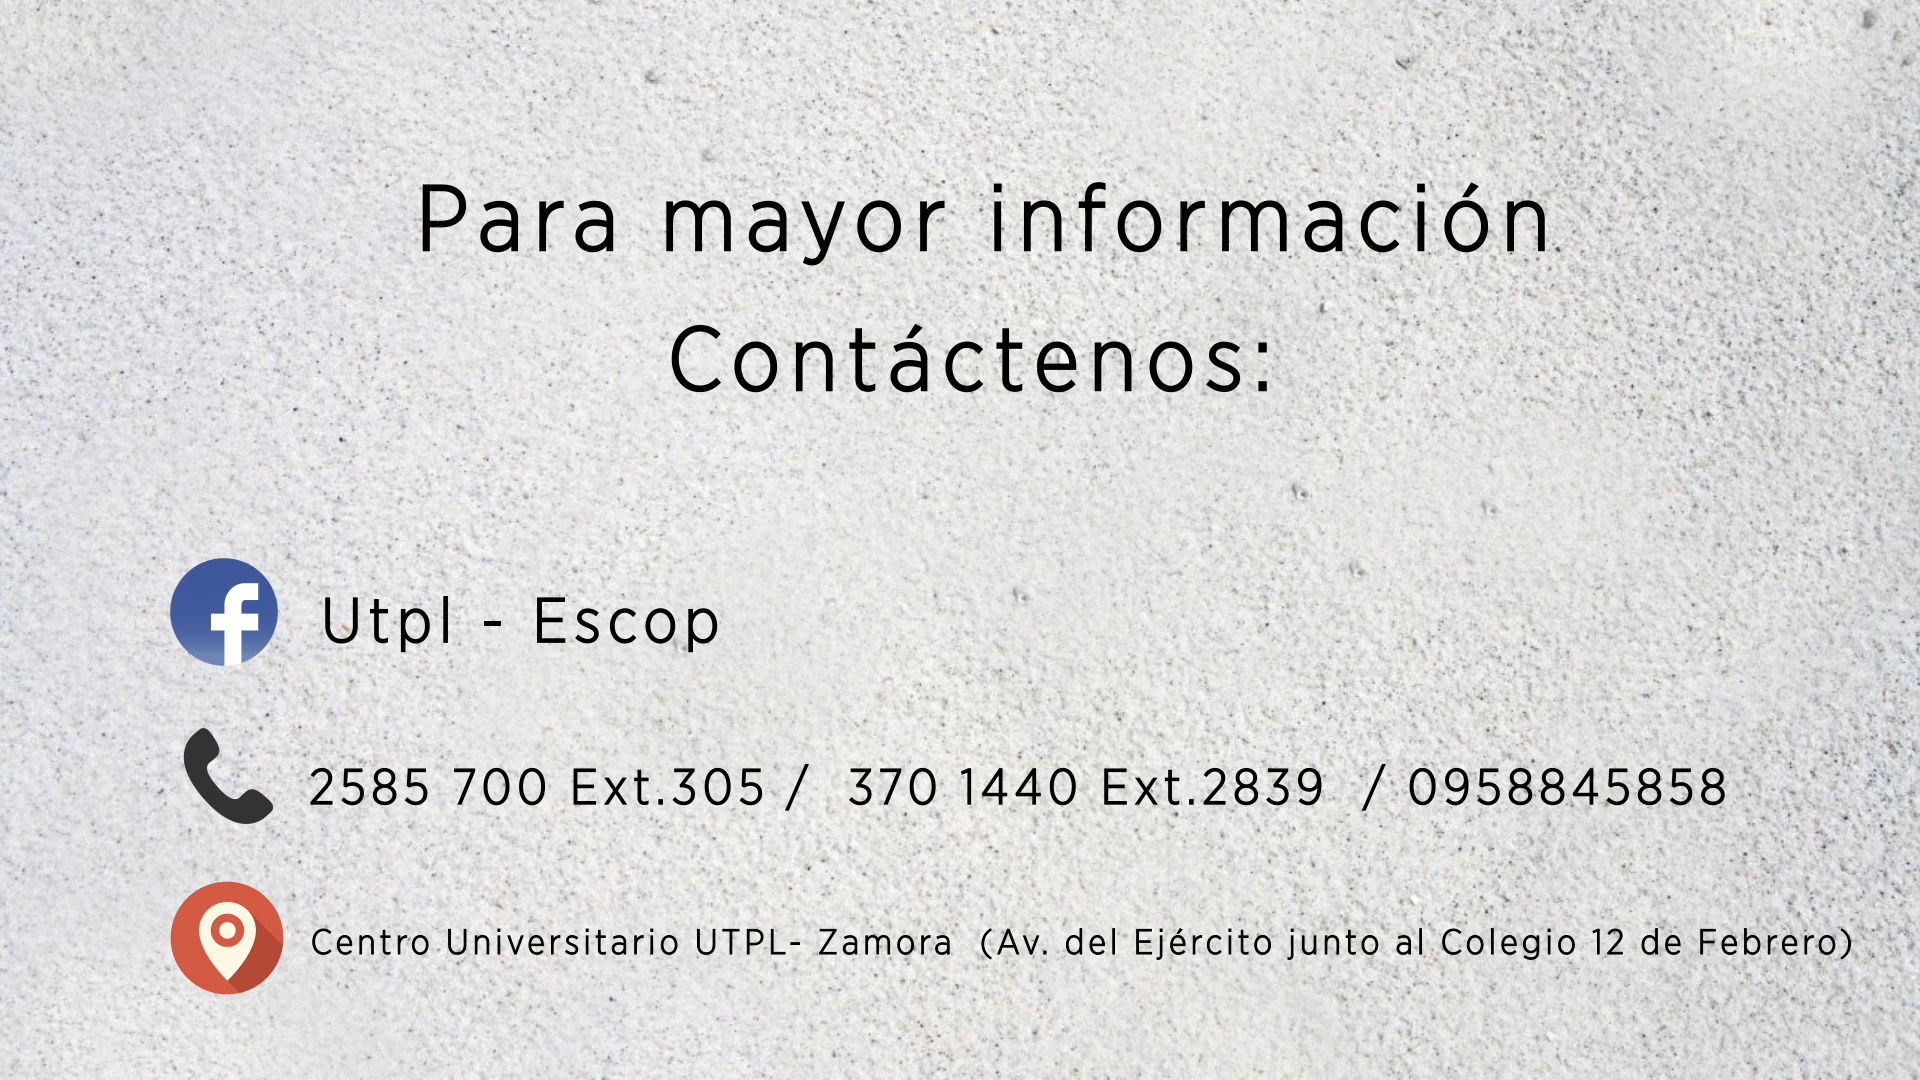 Para mayor información
Contáctenos:
Utpl - Escop
2585 700 Ext.305 / 370 1440 Ext.2839 / 0958845858
Centro Universitario UTPL- Zamora (Av. del Ejército junto al Colegio 12 de Febrero)